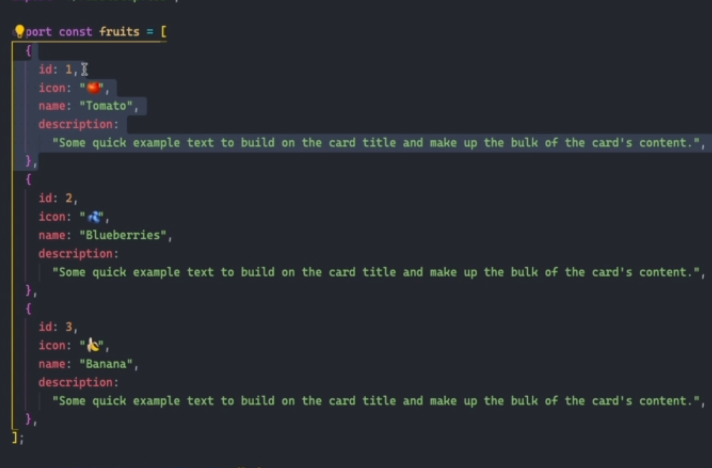 port const fruits = [
{
id: 1,
icon: "🍅",
name: "Tomato",
description:
"Some quick example text to build on the card title and make up the bulk of the card's content.",
},
{
id: 2,
icon: "🫐",
name: "Blueberries",
description:
"Some quick example text to build on the card title and make up the bulk of the card's content.",
},
{
id: 3,
icon: "🍌",
name: "Banana",
description:
"Some quick example text to build on the card title and make up the bulk of the card's content.",
},
];